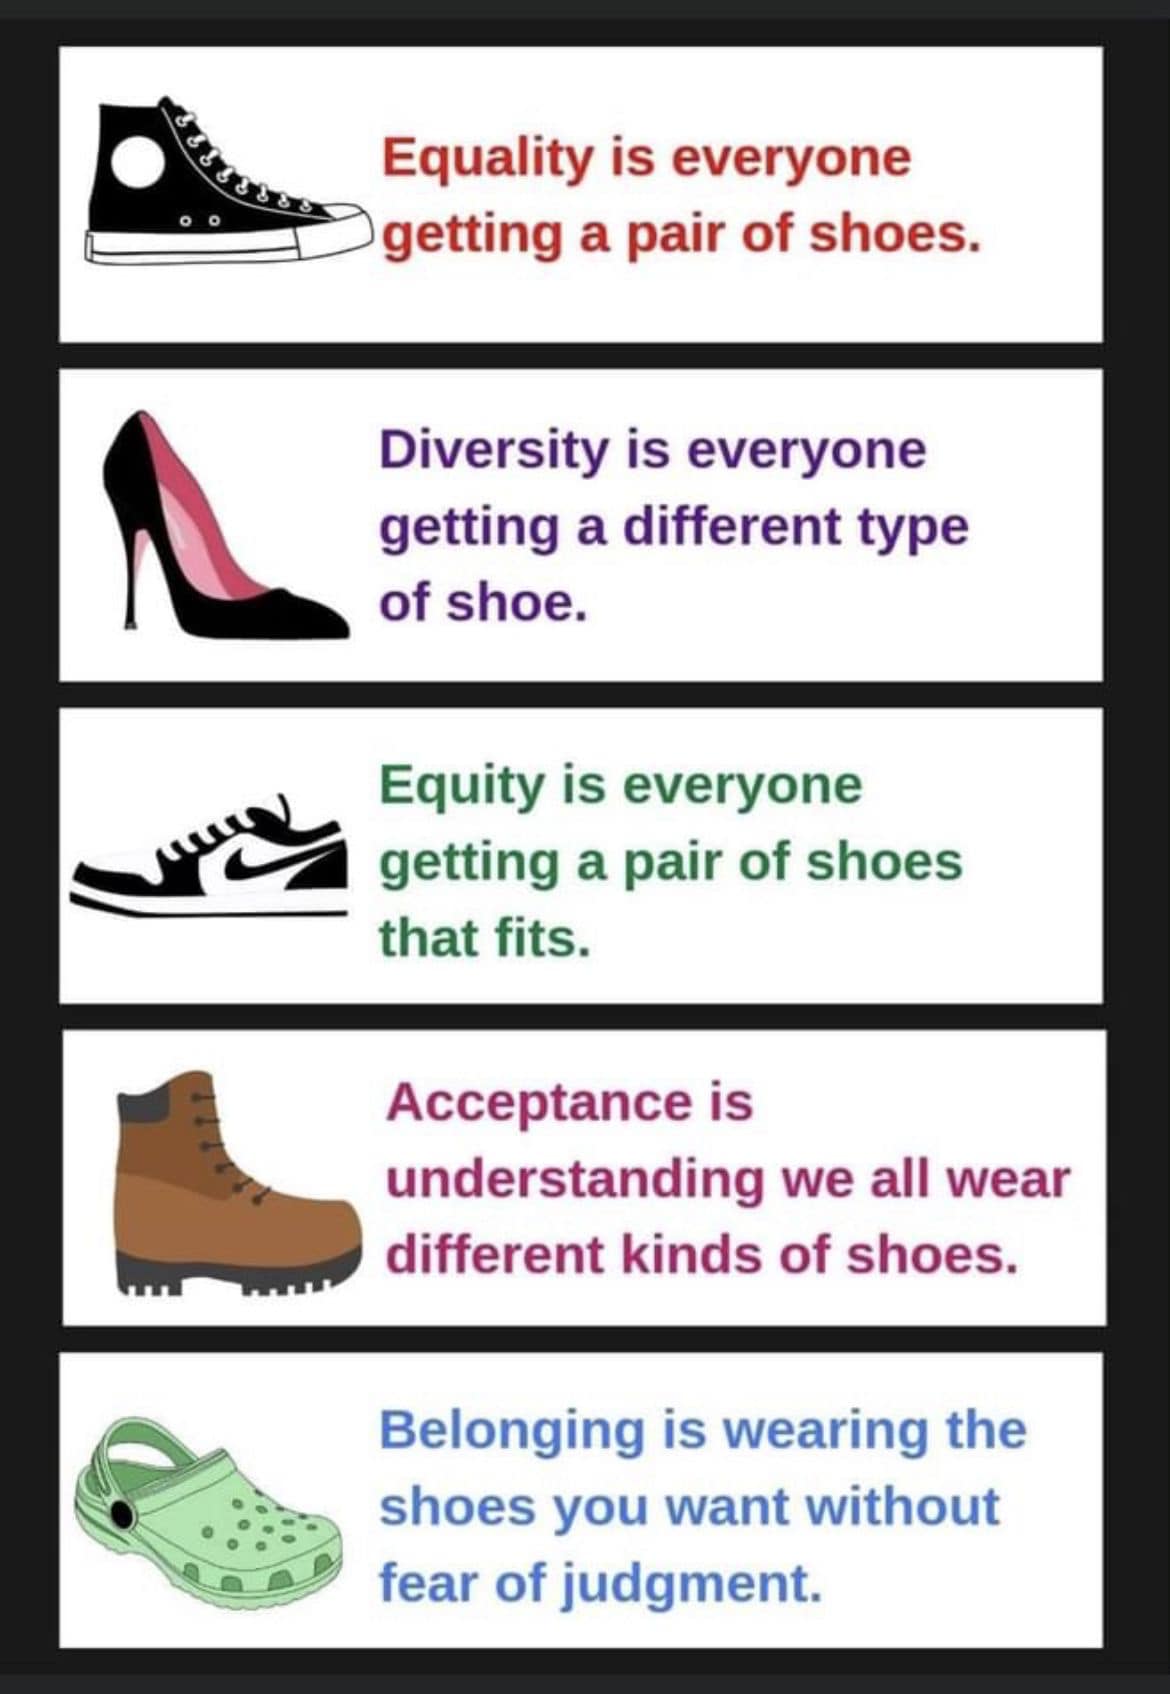 Equality is everyone
getting a pair of shoes.
Diversity is everyone
getting a different type
of shoe.
Equity is everyone
getting a pair of shoes
that fits.
Acceptance is
understanding we all wear
different kinds of shoes.
Belonging is wearing the
shoes you want without
fear of judgment.